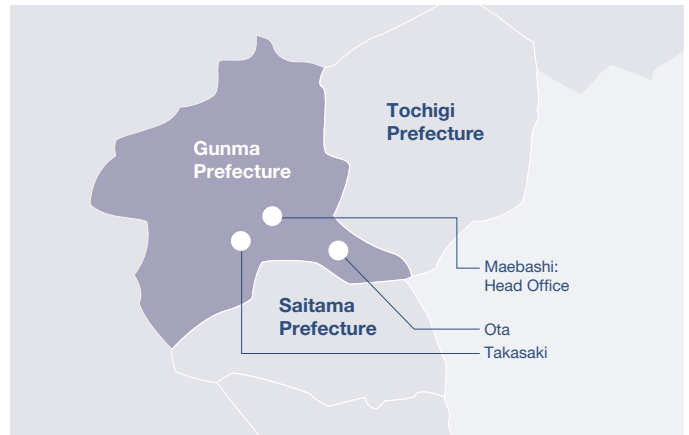 Tochigi
Prefecture
Gunma
Prefecture
Maebashi:
Head Office
Saitama
Prefecture
Ota
Takasaki